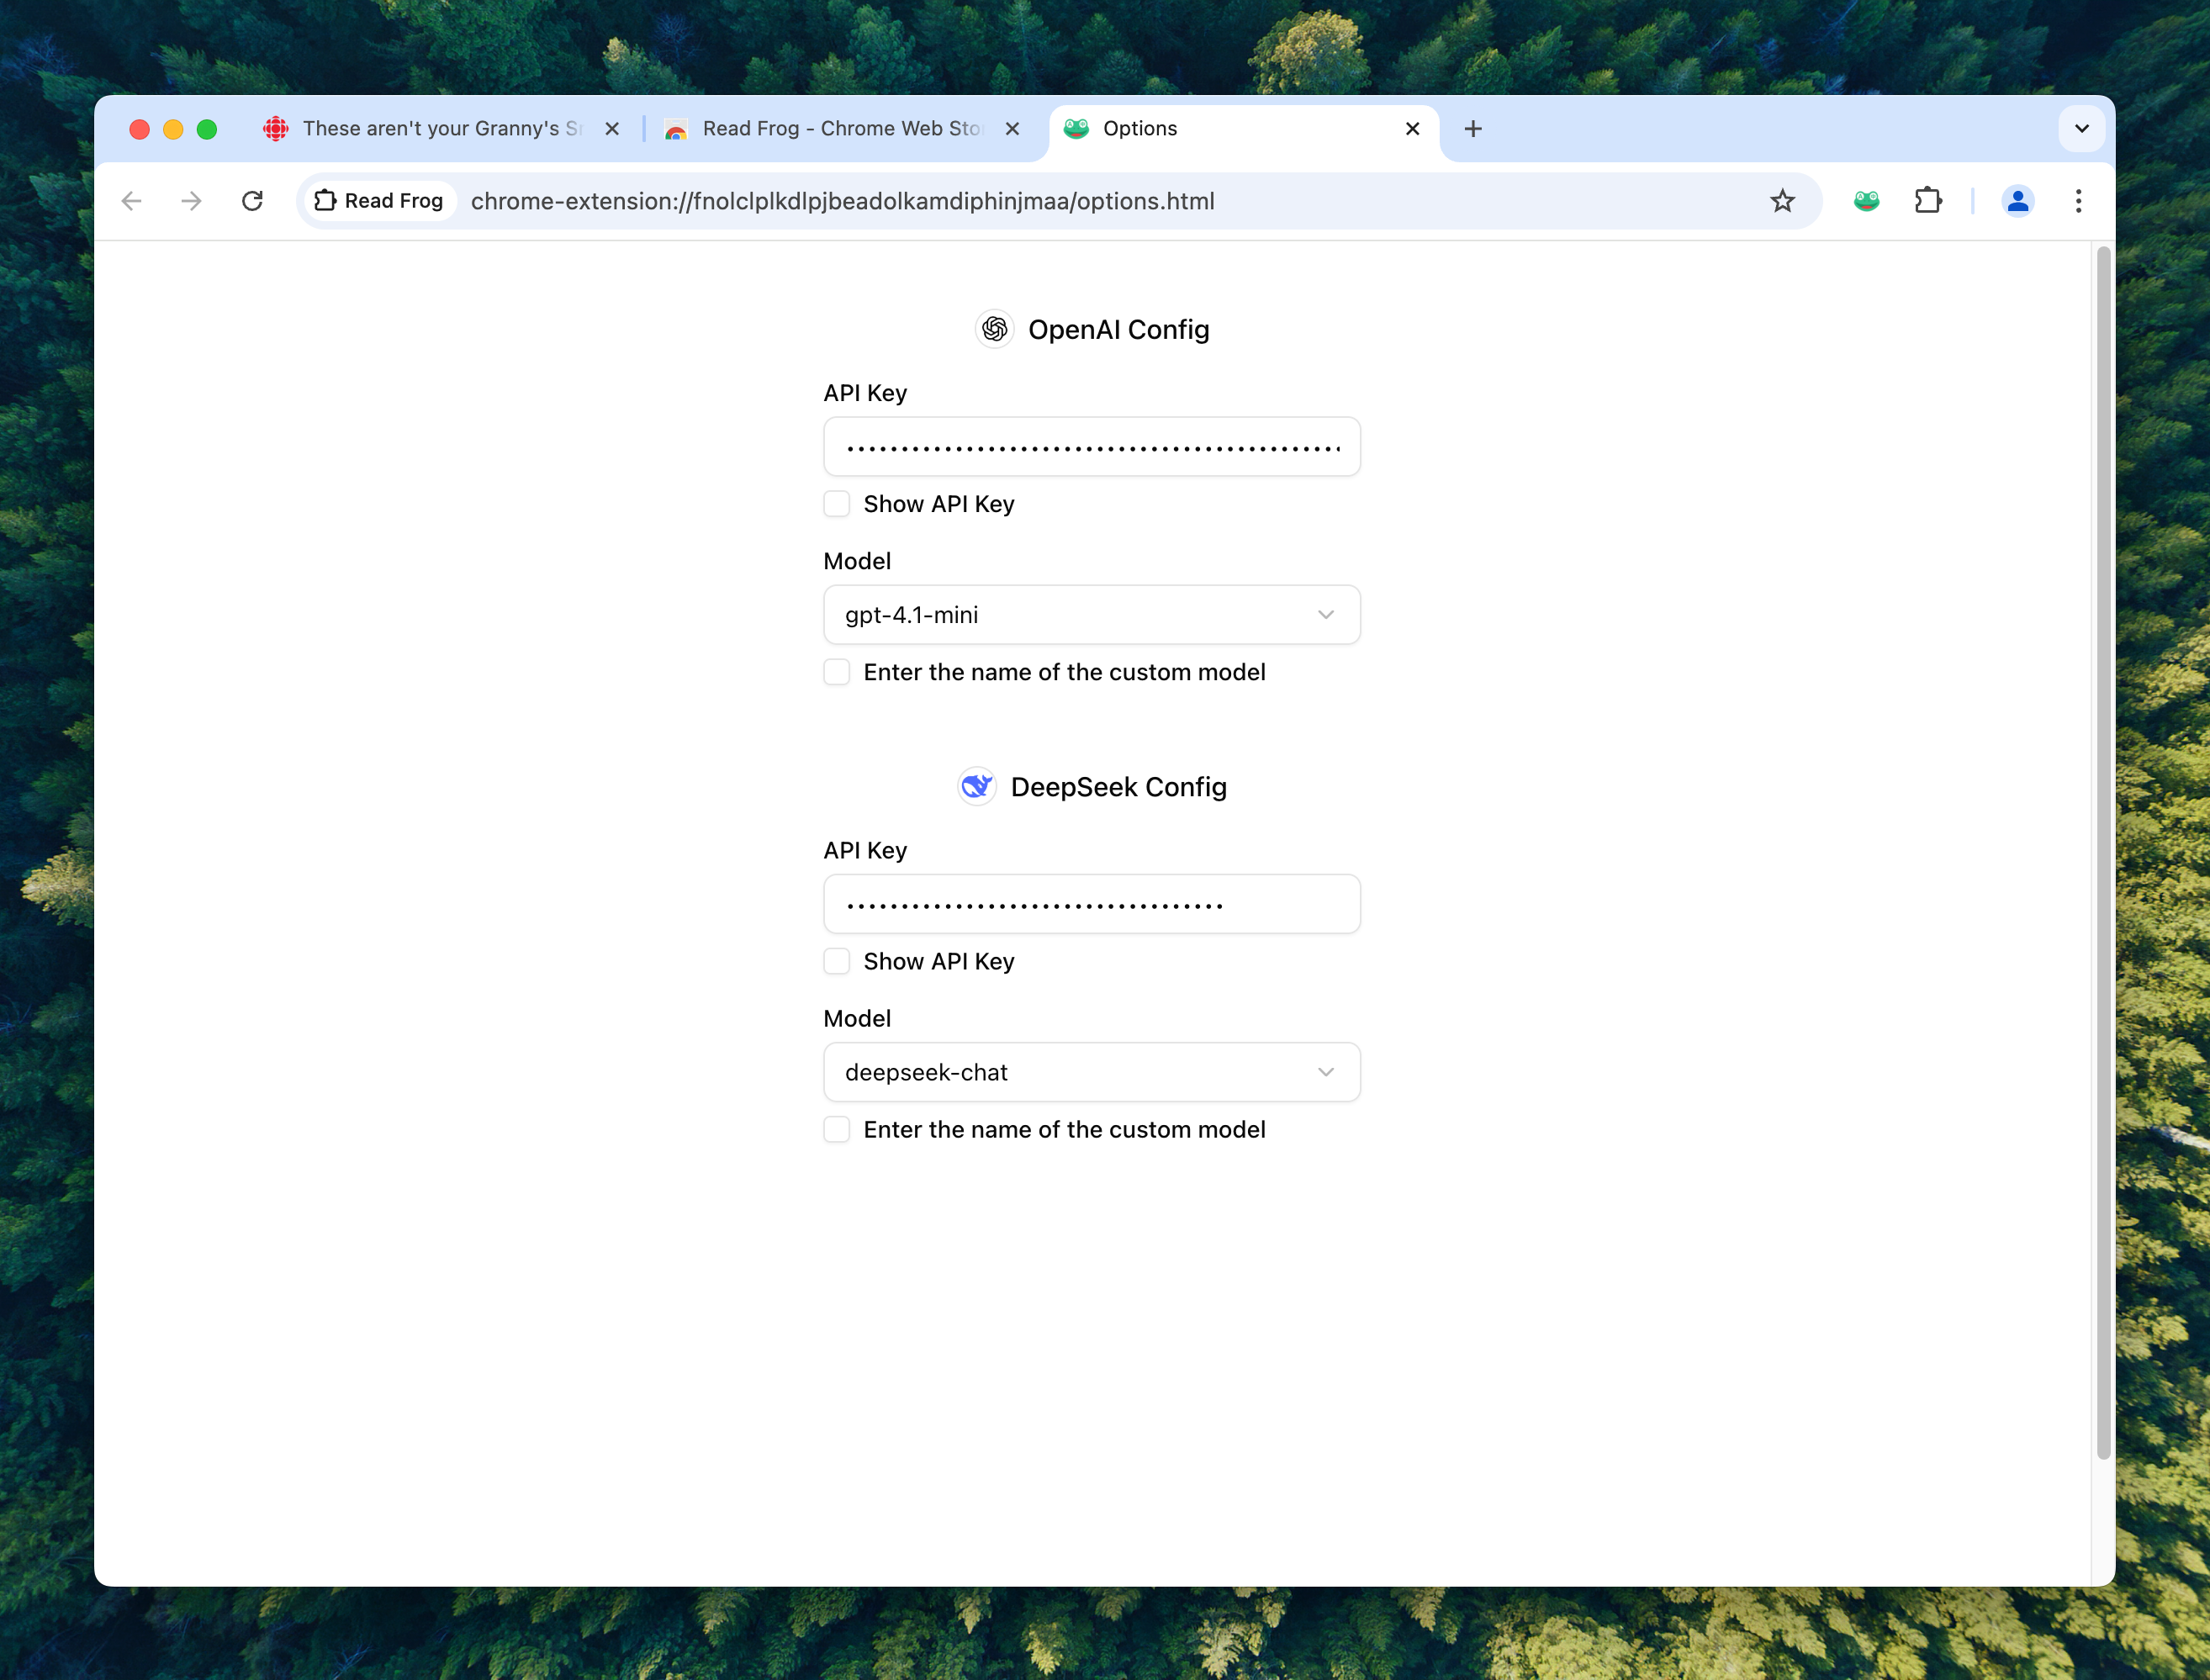 These aren't your Granny's
Read Frog - Chrome Web Sto
Options
Read Frog
chrome-extension://fnolclplkdlpjbeadolkamdiphinjmaa/options.html
OpenAI Config
API Key
Show API Key
Model
gpt-4.1-mini
Enter the name of the custom model
DeepSeek Config
API Key
Show API Key
Model
deepseek-chat
Enter the name of the custom model